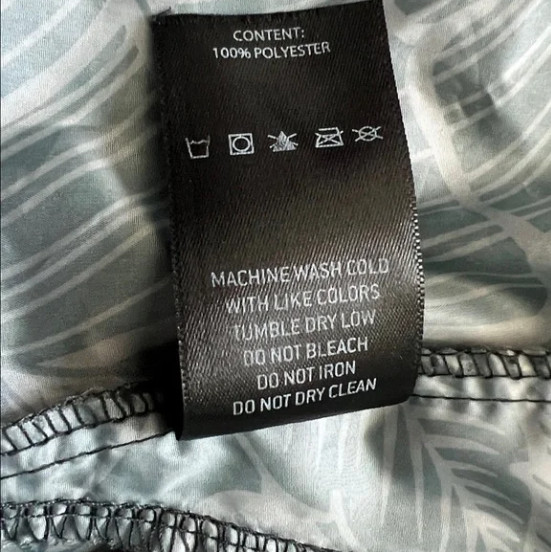 CONTENT:
100% POLYESTER
MACHINE WASH COLD
WITH LIKE COLORS
TUMBLE DRY LOW
DO NOT BLEACH
DO NOT IRON
DO NOT DRY CLEAN